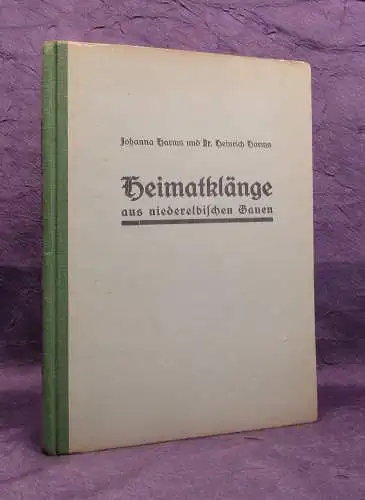 Johanna Harms und Dr. Heinrich Harms
Heimatklänge
aus niederelbischen Gauen